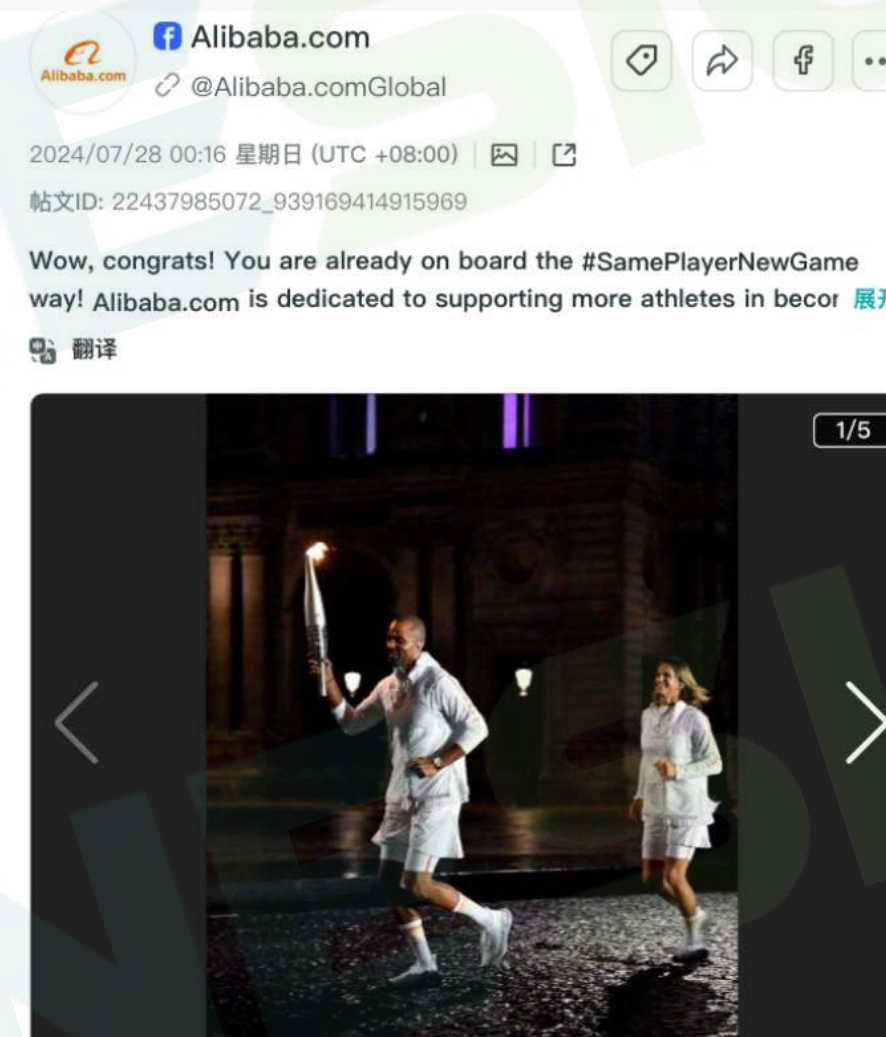 Alibaba.com
Alibaba.com
@Alibaba.comGlobal
2024/07/28 00:16 星期日 (UTC +08:00)
帖文ID: 22437985072_939169414915969
Wow, congrats! You are already on board the #SamePlayerNewGame
way! Alibaba.com is dedicated to supporting more athletes in becor 展开
翻译
1/5